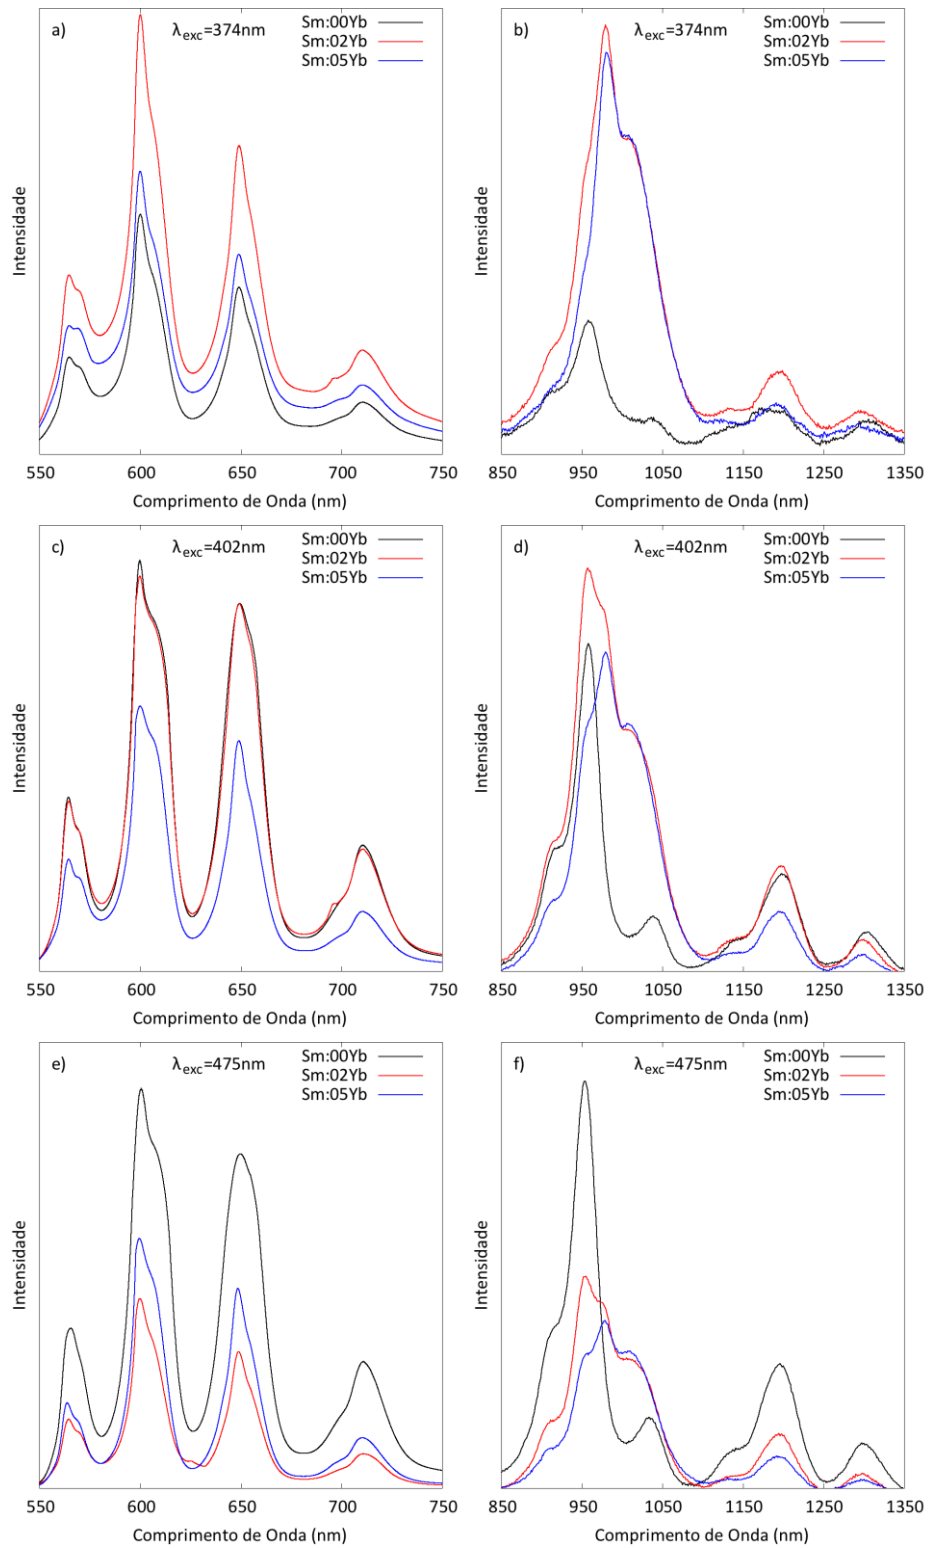 a)
λexc=374nm
Sm:00Yb
Sm:02Yb
Sm:05Yb
Intensidade
550 600 650 700 750
Comprimento de Onda (nm)
b)
λexc=374nm
Sm:00Yb
Sm:02Yb
Sm:05Yb
Intensidade
850 950 1050 1150 1250 1350
Comprimento de Onda (nm)
c)
λexc=402nm
Sm:00Yb
Sm:02Yb
Sm:05Yb
Intensidade
550 600 650 700 750
Comprimento de Onda (nm)
d)
λexc=402nm
Sm:00Yb
Sm:02Yb
Sm:05Yb
Intensidade
850 950 1050 1150 1250 1350
Comprimento de Onda (nm)
e)
λexc=475nm
Sm:00Yb
Sm:02Yb
Sm:05Yb
Intensidade
550 600 650 700 750
Comprimento de Onda (nm)
f)
λexc=475nm
Sm:00Yb
Sm:02Yb
Sm:05Yb
Intensidade
850 950 1050 1150 1250 1350
Comprimento de Onda (nm)